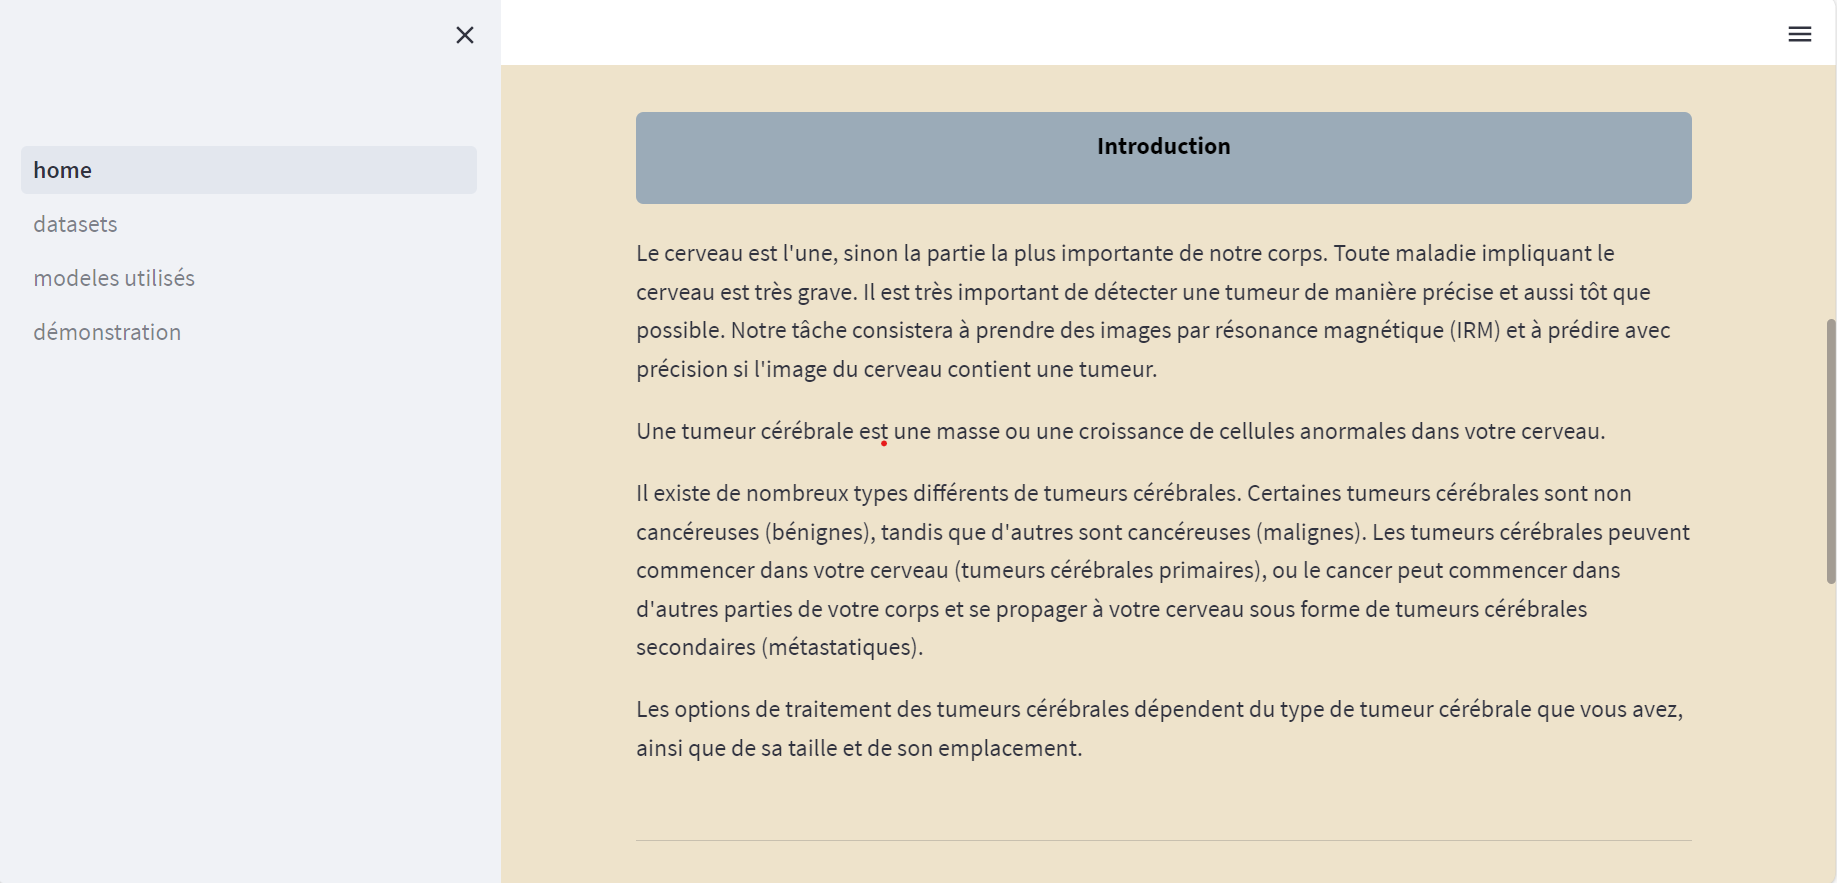 home
datasets
modeles utilisés
démonstration
Introduction
Le cerveau est l'une, sinon la partie la plus importante de notre corps. Toute maladie impliquant le
cerveau est très grave. Il est très important de détecter une tumeur de manière précise et aussi tôt que
possible. Notre tâche consistera à prendre des images par résonance magnétique (IRM) et à prédire avec
précision si l'image du cerveau contient une tumeur.
Une tumeur cérébrale est une masse ou une croissance de cellules anormales dans votre cerveau.
Il existe de nombreux types différents de tumeurs cérébrales. Certaines tumeurs cérébrales sont non
cancéreuses (bénignes), tandis que d'autres sont cancéreuses (malignes). Les tumeurs cérébrales peuvent
commencer dans votre cerveau (tumeurs cérébrales primaires), ou le cancer peut commencer dans
d'autres parties de votre corps et se propager à votre cerveau sous forme de tumeurs cérébrales
secondaires (métastatiques).
Les options de traitement des tumeurs cérébrales dépendent du type de tumeur cérébrale que vous avez,
ainsi que de sa taille et de son emplacement.